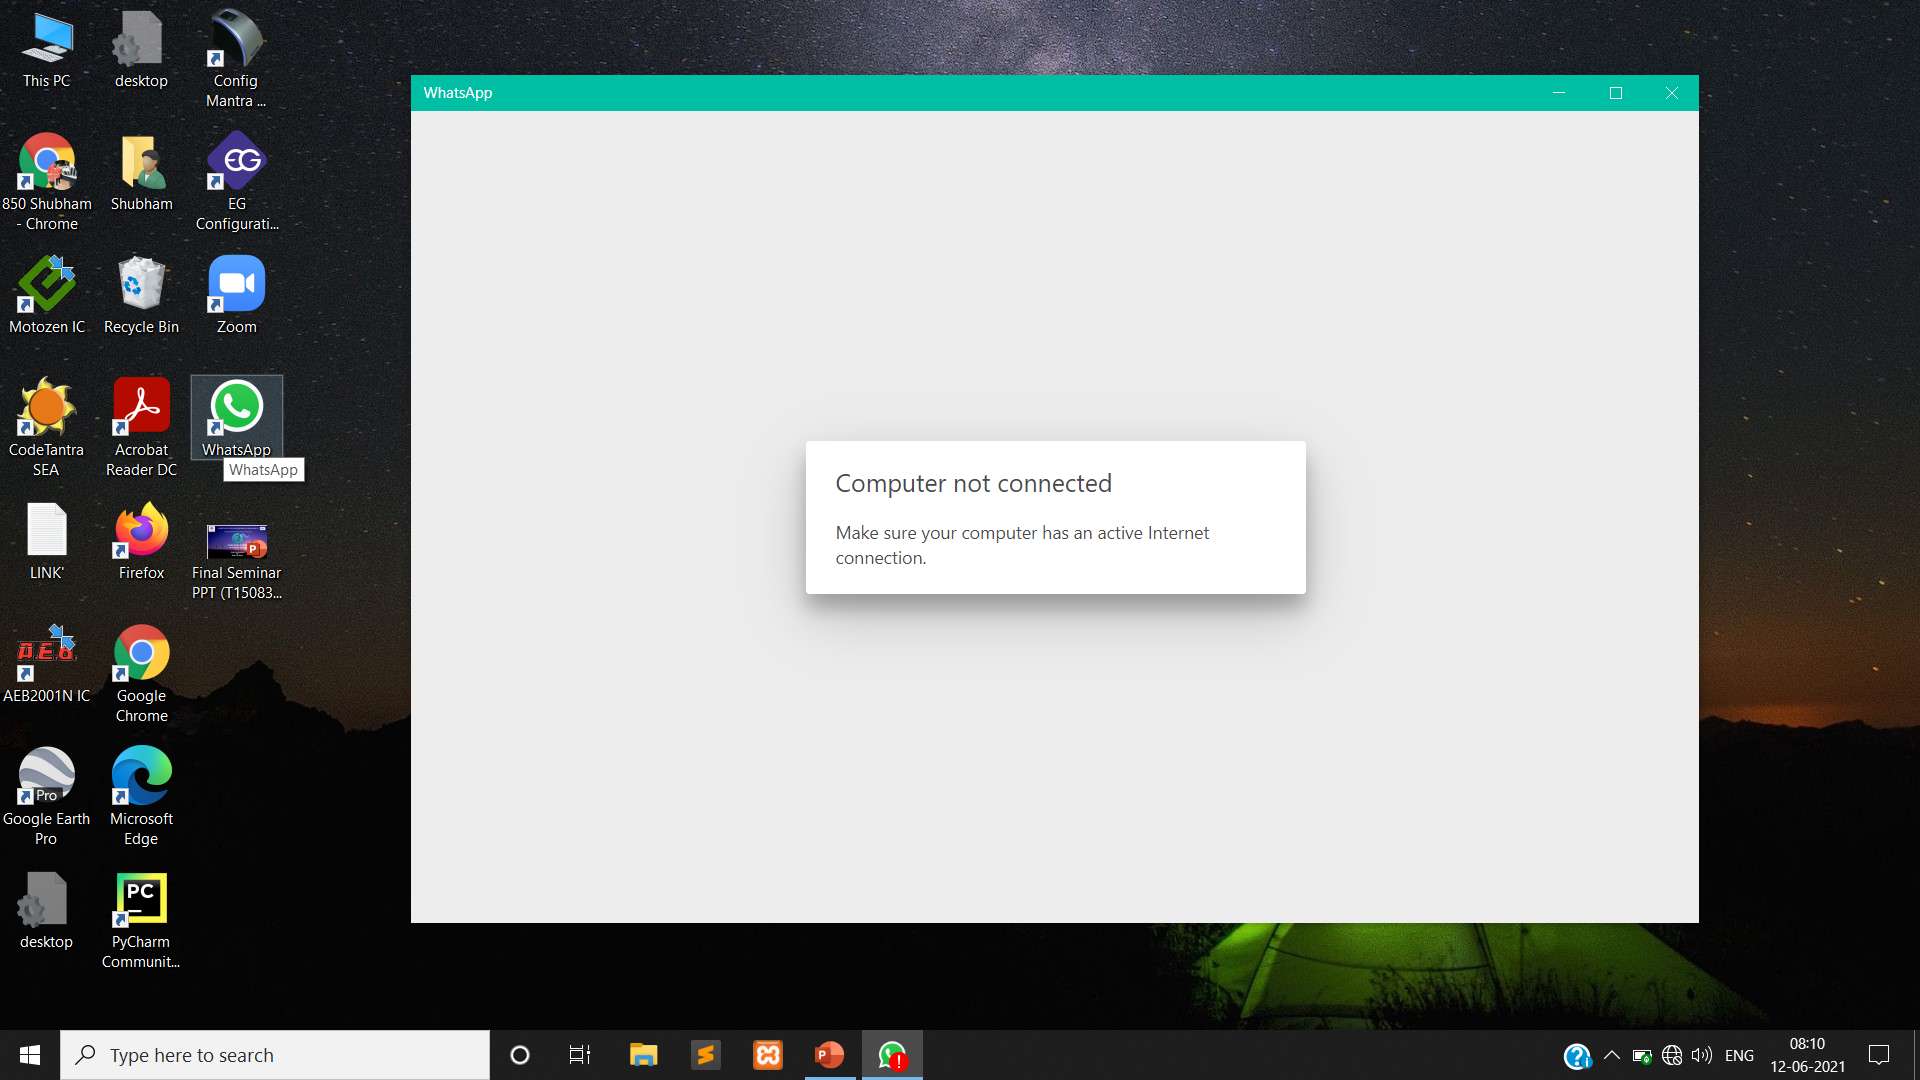 This PC
desktop
Config
Mantra ...
850 Shubham
- Chrome
Shubham
EG
EG
Configurati...
Motozen IC
Recycle Bin
Zoom
CodeTantra
SEA
Acrobat
Reader DC
WhatsApp
WhatsApp
LINK'
Firefox
P
Final Seminar
PPT (T15083...
AEB
AEB2001N IC
Google
Chrome
Pro
Google Earth
Pro
Microsoft
Edge
desktop
PC
PyCharm
Communit...
WhatsApp
Computer not connected
Make sure your computer has an active Internet
connection.
Type here to search
P
ENG
08:10
12-06-2021